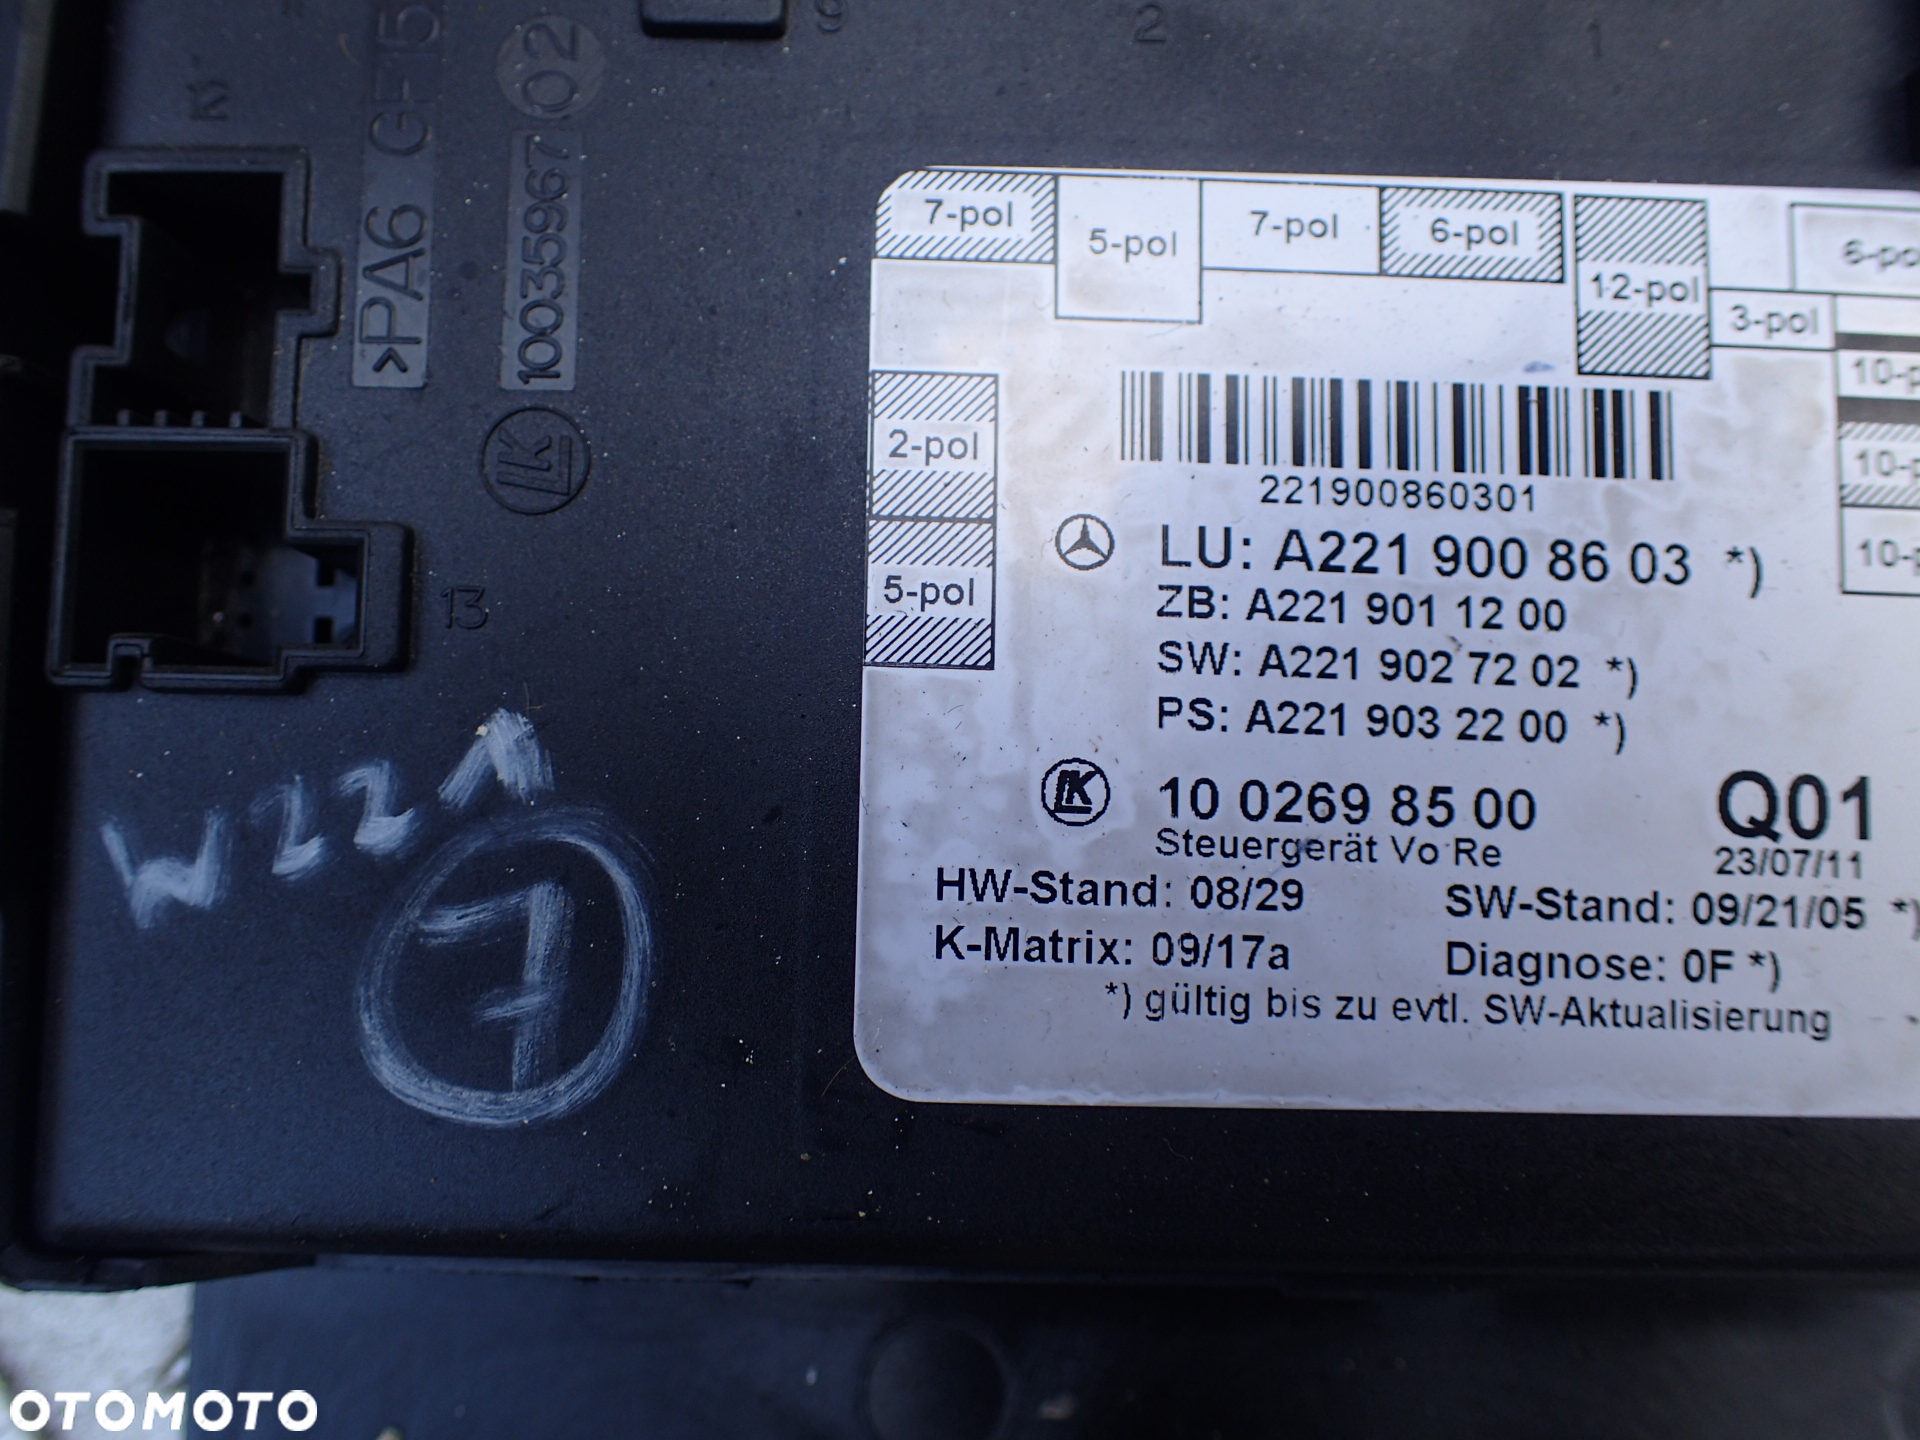 9
2
1
12
>PA6 GF15
10035967 02
LK
13
W221
7
7-pol
5-pol
7-pol
6-pol
12-pol
3-pol
2-pol
5-pol
221900860301
LU: A221 900 86 03 *)
ZB: A221 901 12 00
SW: A221 902 72 02 *)
PS: A221 903 22 00 *)
LK 10 0269 85 00 Q01
Steuergerät Vo Re 23/07/11
HW-Stand: 08/29 SW-Stand: 09/21/05 *)
K-Matrix: 09/17a Diagnose: 0F *)
*) gültig bis zu evtl. SW-Aktualisierung
OTOMOTO